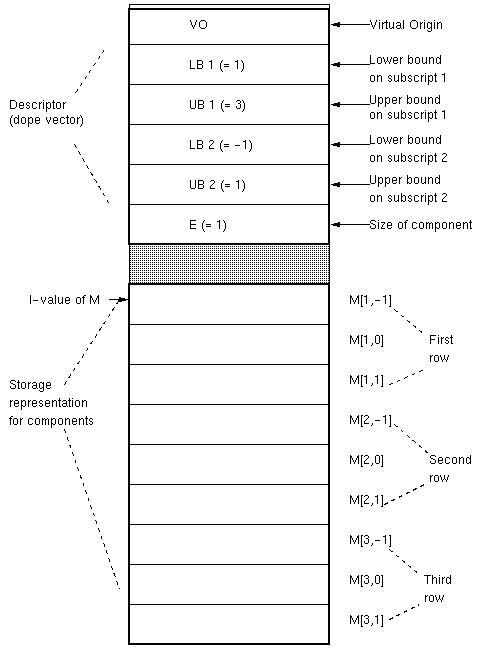 VO
Virtual Origin
LB 1 (= 1)
Lower bound
on subscript 1
Descriptor
(dope vector)
UB 1 (= 3)
Upper bound
on subscript 1
LB 2 (= -1)
Lower bound
on subscript 2
UB 2 (= 1)
Upper bound
on subscript 2
E (= 1)
Size of component
l-value of M
M[1,-1]
M[1,0]
First
row
M[1,1]
Storage
representation
for components
M[2,-1]
M[2,0]
Second
row
M[2,1]
M[3,-1]
M[3,0]
Third
row
M[3,1]